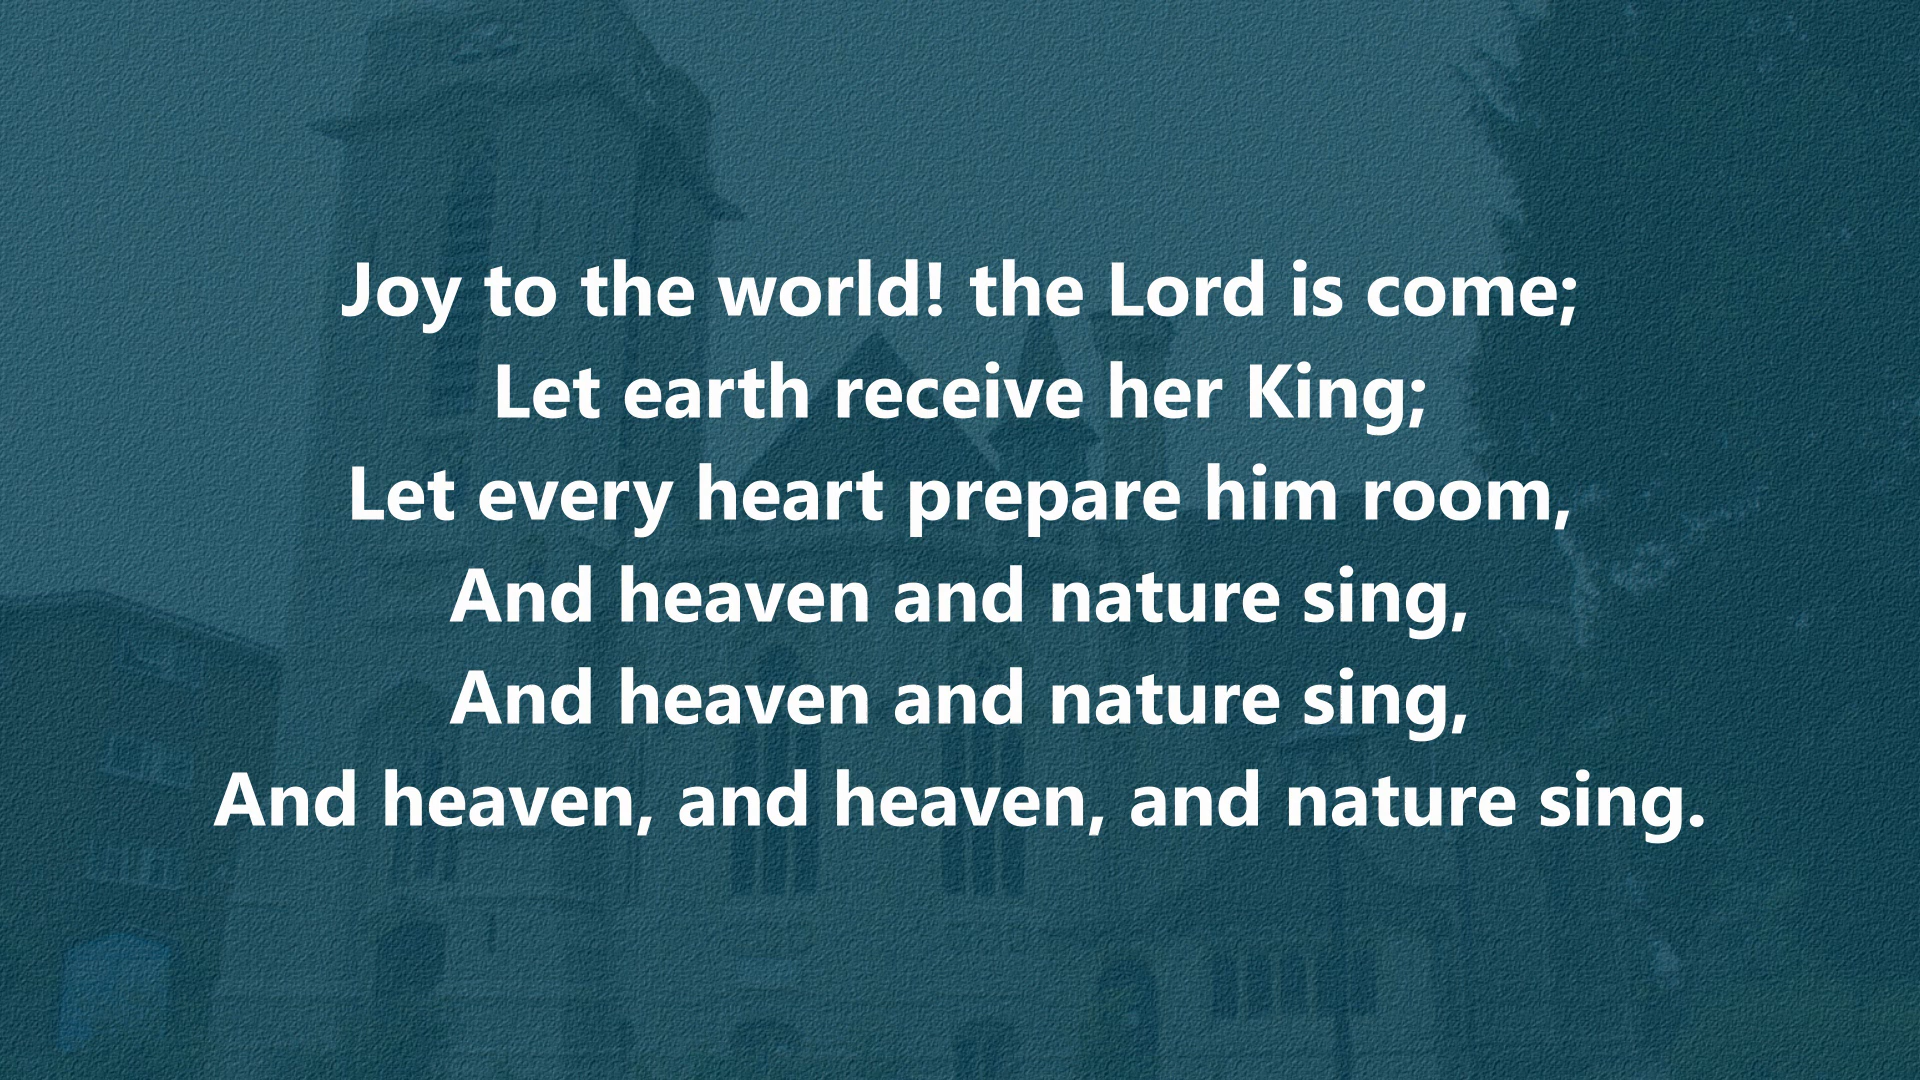 Joy to the world! the Lord is come;
Let earth receive her King;
Let every heart prepare him room,
And heaven and nature sing,
And heaven and nature sing,
And heaven, and heaven, and nature sing.